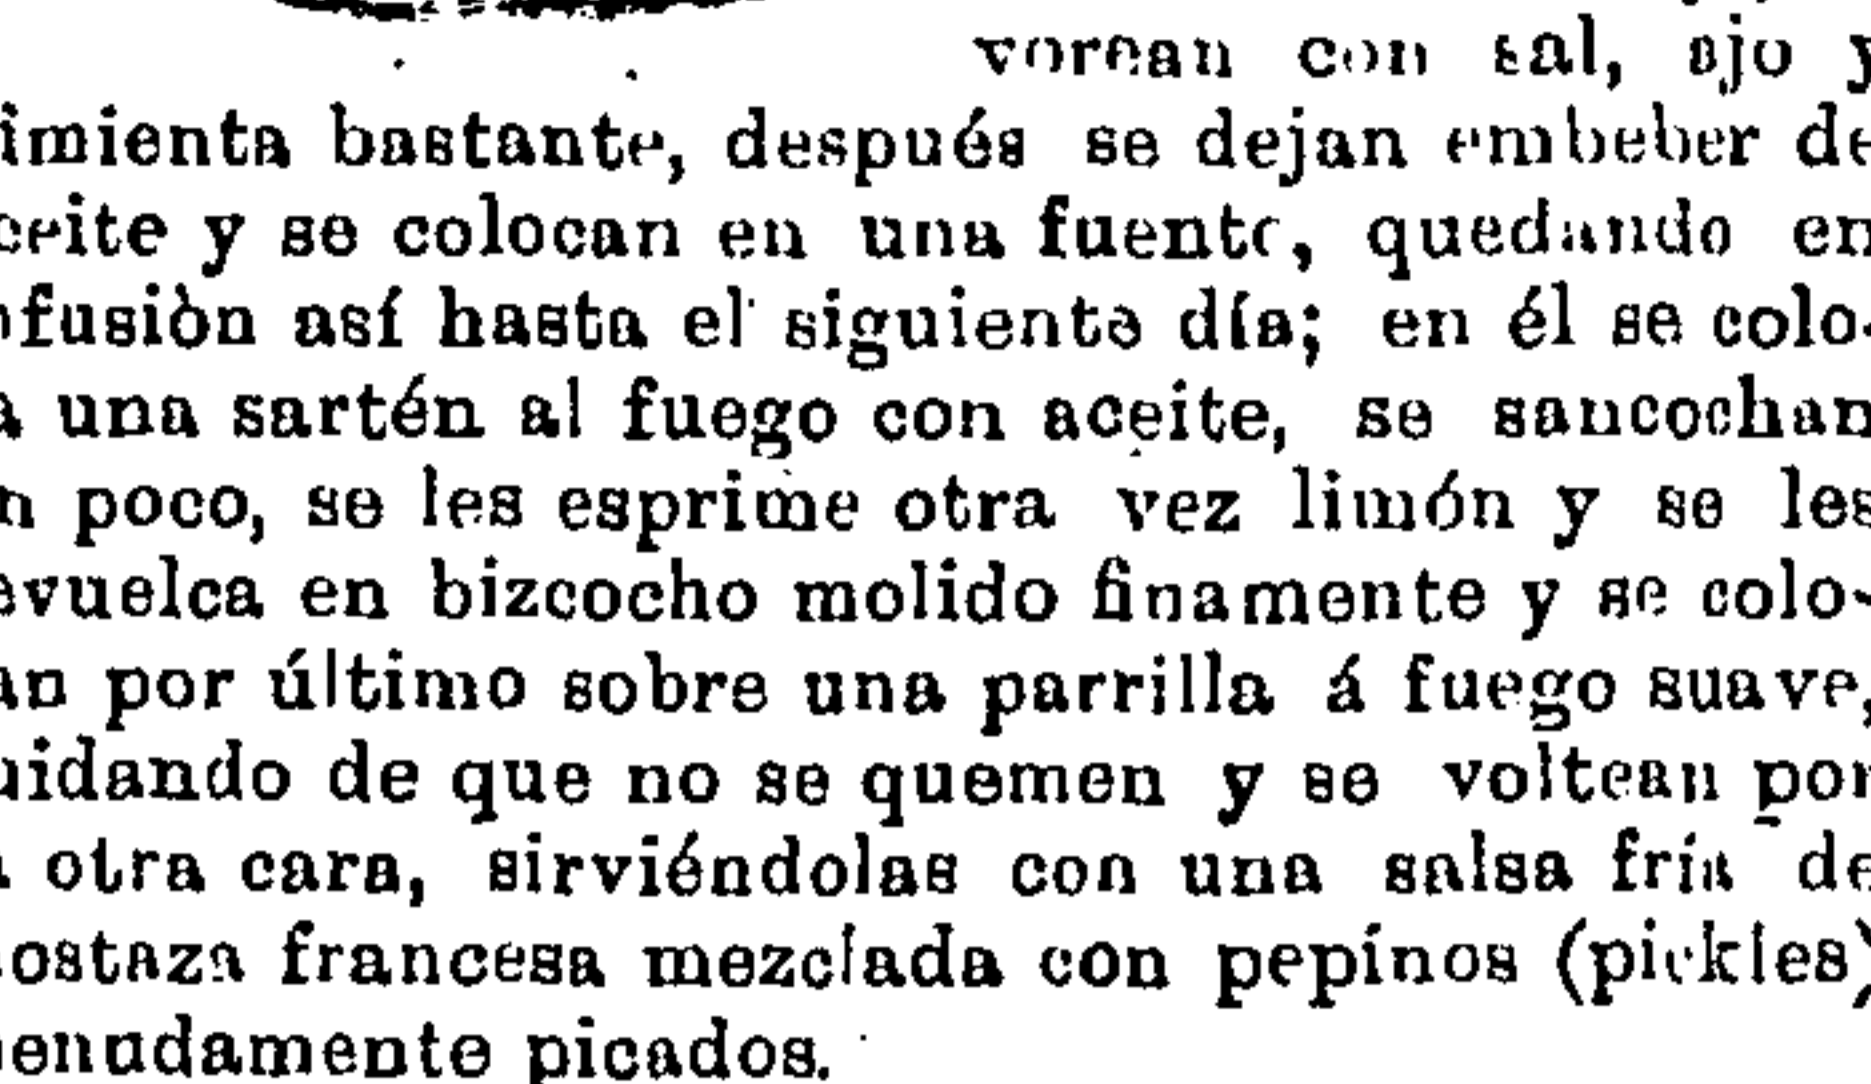 vorean con sal, ajo y
imienta bastante, después se dejan embeber de
ceite y se colocan en una fuente, quedando en
nfusiòn así hasta el siguiente día; en él se colo-
a una sartén al fuego con aceite, se sancochan
n poco, se les esprime otra vez limón y se les
evuelca en bizcocho molido finamente y se colo-
an por último sobre una parrilla á fuego suave,
uidando de que no se quemen y se voltean por
a otra cara, sirviéndolas con una salsa fría de
ostaza francesa mezclada con pepinos (pickles)
enudamente picados.